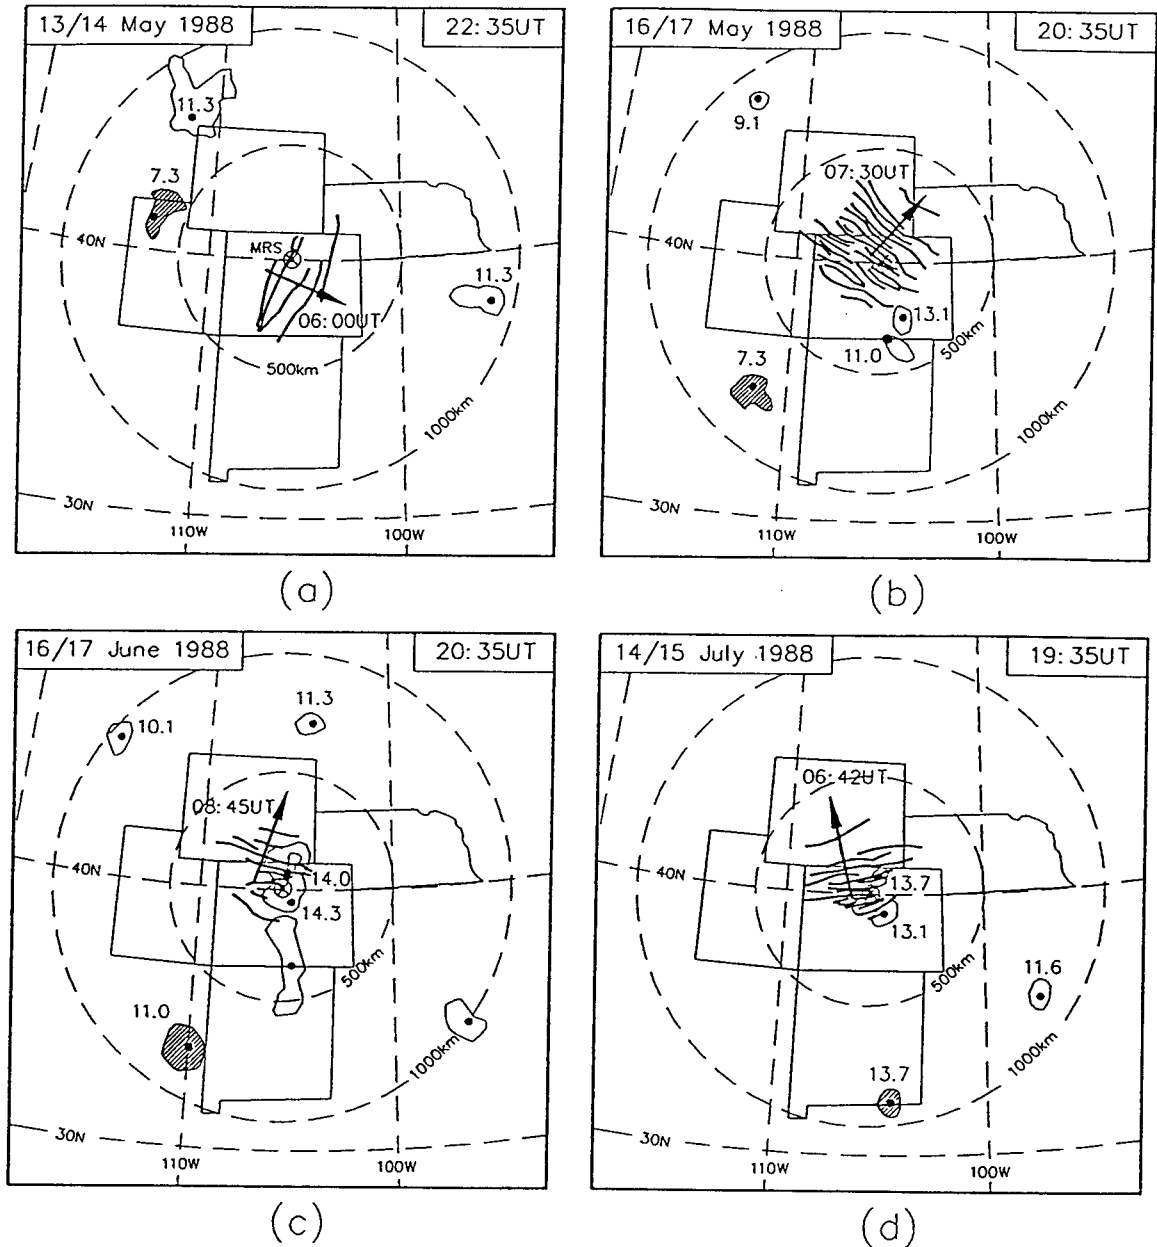 13/14 May 1988
22:35UT
11.3
7.3
40N
MRS
11.3
06:00UT
500km
1000km
30N
110W
100W
(a)
16/17 May 1988
20:35UT
9.1
07:30UT
40N
13.1
11.0
500km
7.3
1000km
30N
110W
100W
(b)
16/17 June 1988
20:35UT
11.3
10.1
08:45UT
40N
14.0
14.3
500km
11.0
1000km
30N
110W
100W
(c)
14/15 July 1988
19:35UT
06:42UT
40N
13.7
13.1
500km
11.6
1000km
13.7
30N
110W
100W
(d)